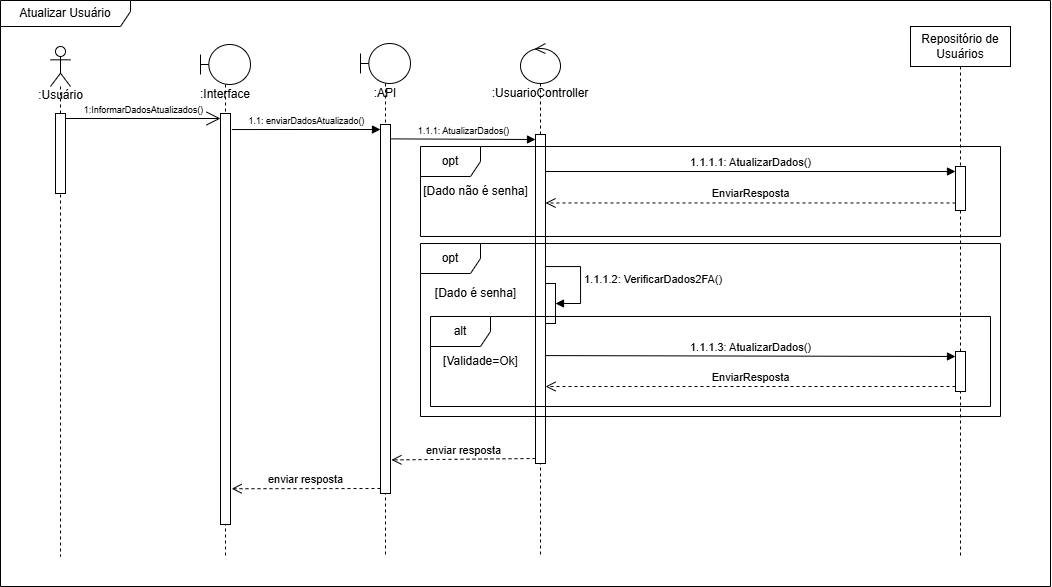 Atualizar Usuário
Repositório de
Usuários
:Usuário
:Interface
:API
:UsuarioController
1:InformarDadosAtualizados()
1.1: enviarDadosAtualizado()
1.1.1: AtualizarDados()
opt
1.1.1.1: AtualizarDados()
[Dado não é senha]
EnviarResposta
opt
1.1.1.2: VerificarDados2FA()
[Dado é senha]
alt
1.1.1.3: AtualizarDados()
[Validade=Ok]
EnviarResposta
enviar resposta
enviar resposta